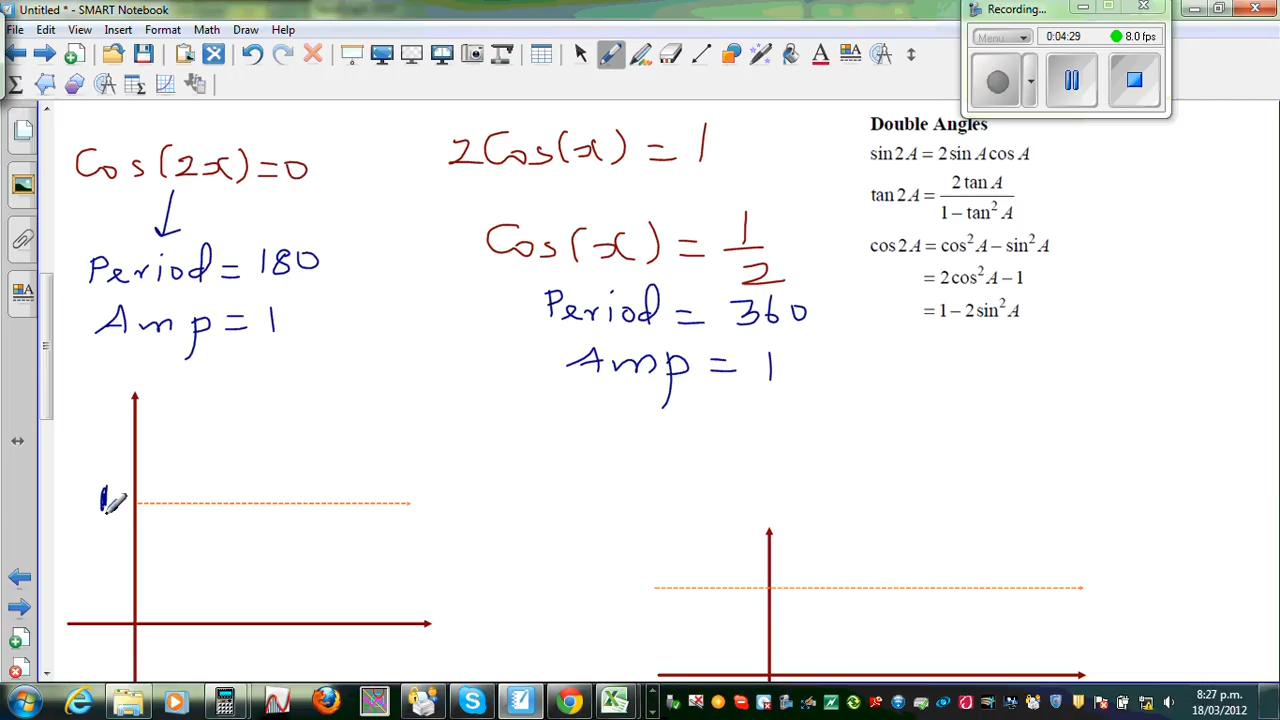 Untitled * - SMART Notebook
Recording...
File Edit View Insert Format Math Draw Help
Menu
0:04:29
8.0 fps
Cos(2x)=0
Period = 180
Amp = 1
2Cos(x) = 1
Cos(x) = 1/2
Period = 360
Amp = 1
Double Angles
sin 2A = 2 sin A cos A
tan 2A = 2 tan A / 1 − tan² A
cos 2A = cos² A − sin² A
= 2 cos² A − 1
= 1 − 2 sin² A
1
8:27 p.m.
18/03/2012